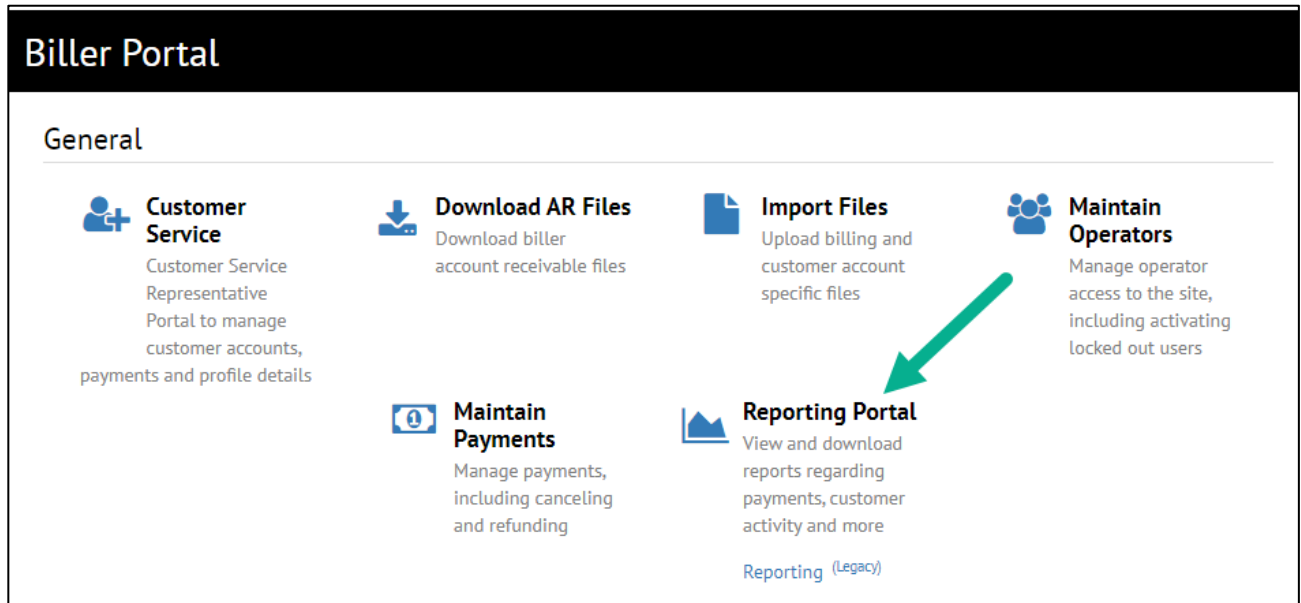 Biller Portal
General
Customer
Service
Customer Service
Representative
Portal to manage
customer accounts,
payments and profile details
Download AR Files
Download biller
account receivable files
Import Files
Upload billing and
customer account
specific files
Maintain
Operators
Manage operator
access to the site,
including activating
locked out users
1
Maintain
Payments
Manage payments,
including canceling
and refunding
Reporting Portal
View and download
reports regarding
payments, customer
activity and more
Reporting (Legacy)